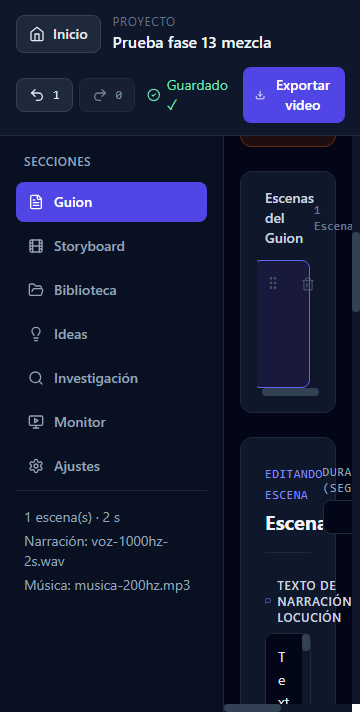 Inicio
PROYECTO
Prueba fase 13 mezcla
1
0
Guardado
✓
Exportar
video
SECCIONES
Guion
Storyboard
Biblioteca
Ideas
Investigación
Monitor
Ajustes
1 escena(s) · 2 s
Narración: voz-1000hz-
2s.wav
Música: musica-200hz.mp3
Escenas
del
Guion
1
Escena
EDITANDO
ESCENA
DURA
(SEG
Escena
TEXTO DE
NARRACIÓN
LOCUCIÓN
T
e
xt